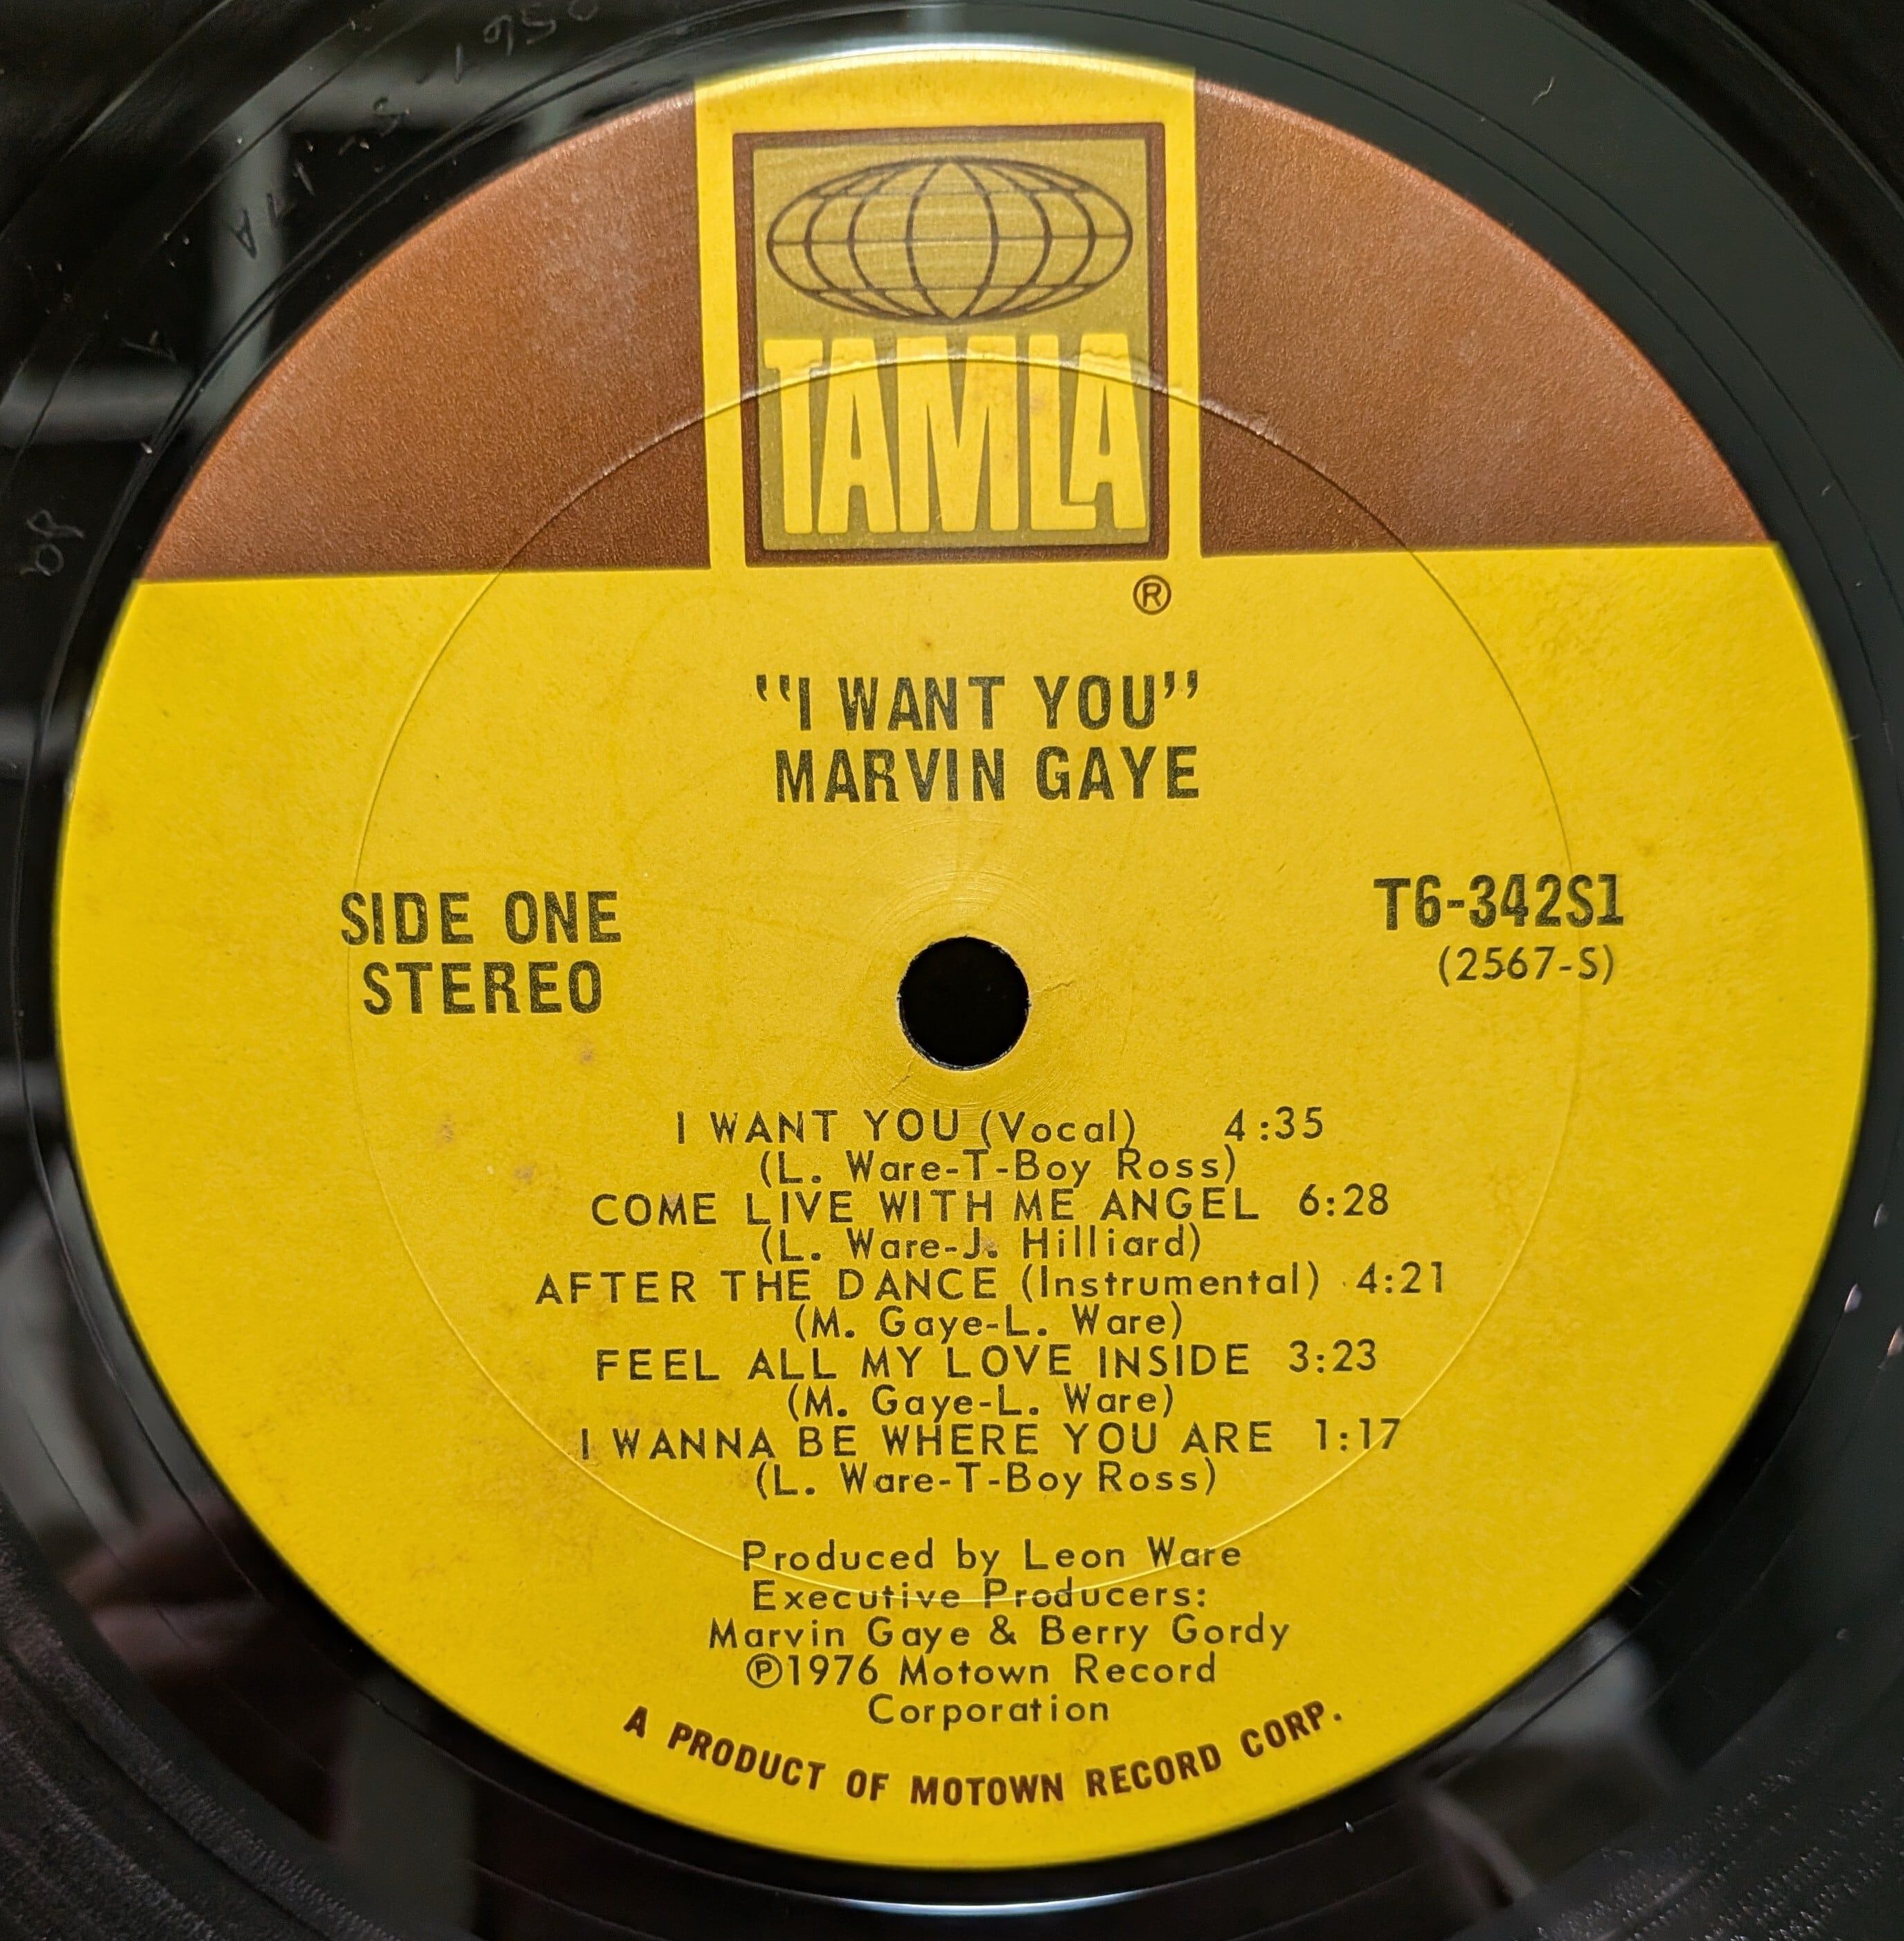 TAMLA
®
"I WANT YOU"
MARVIN GAYE
SIDE ONE
STEREO
T6-342S1
(2567-S)
I WANT YOU (Vocal) 4:35
(L. Ware-T-Boy Ross)
COME LIVE WITH ME ANGEL 6:28
(L. Ware-J. Hilliard)
AFTER THE DANCE (Instrumental) 4:21
(M. Gaye-L. Ware)
FEEL ALL MY LOVE INSIDE 3:23
(M. Gaye-L. Ware)
I WANNA BE WHERE YOU ARE 1:17
(L. Ware-T-Boy Ross)
Produced by Leon Ware
Executive Producers:
Marvin Gaye & Berry Gordy
℗1976 Motown Record
Corporation
A PRODUCT OF MOTOWN RECORD CORP.